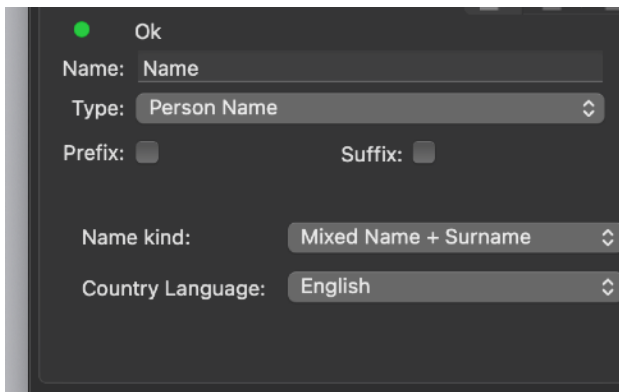 Ok
Name: Name
Type: Person Name
Prefix: Suffix:
Name kind: Mixed Name + Surname
Country Language: English